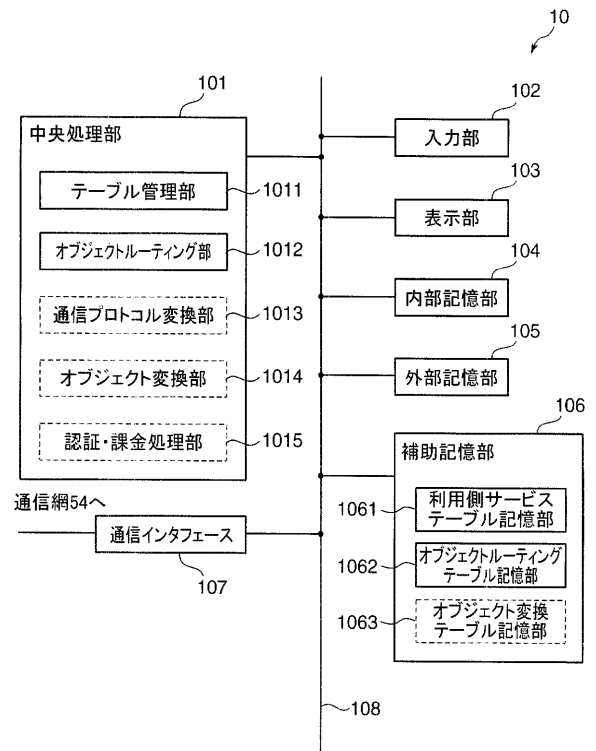 10
101
中央処理部
テーブル管理部
1011
オブジェクトルーティング部
1012
通信プロトコル変換部
1013
オブジェクト変換部
1014
認証・課金処理部
1015
通信網54へ
通信インタフェース
107
102
入力部
103
表示部
104
内部記憶部
105
外部記憶部
106
補助記憶部
1061
利用側サービス
テーブル記憶部
1062
オブジェクトルーティング
テーブル記憶部
1063
オブジェクト変換
テーブル記憶部
108